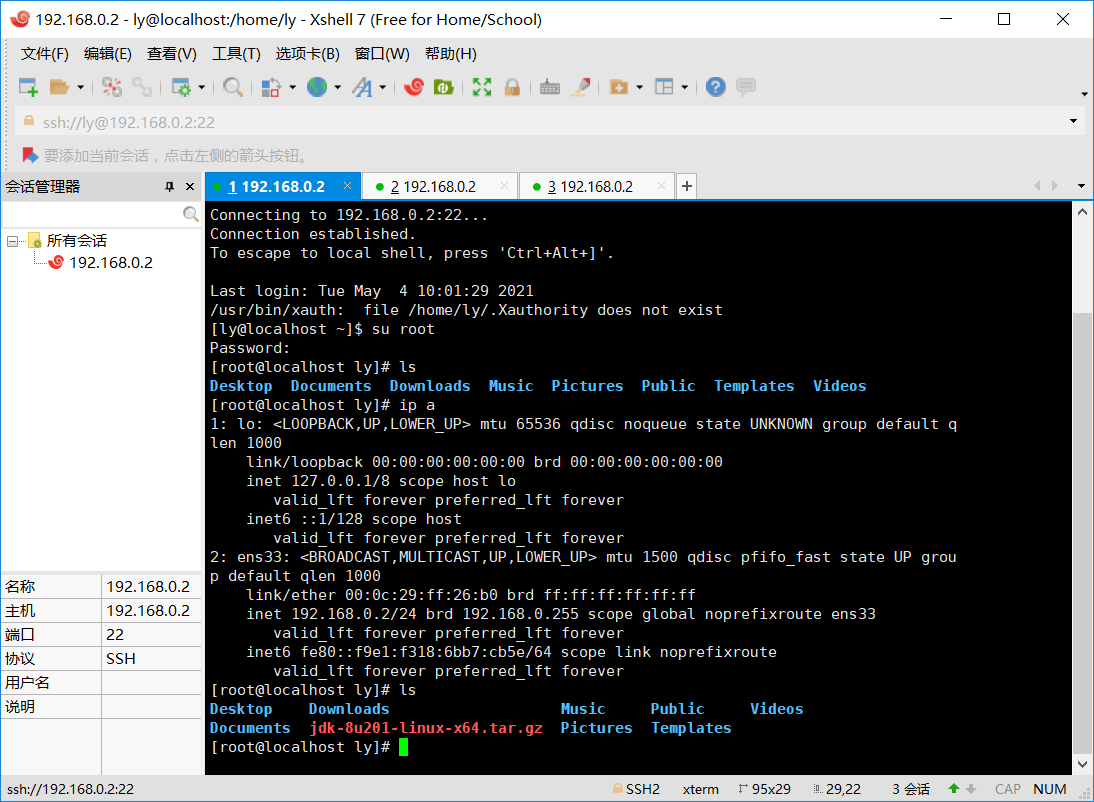 192.168.0.2 - ly@localhost:/home/ly - Xshell 7 (Free for Home/School)
文件(F) 编辑(E) 查看(V) 工具(T) 选项卡(B) 窗口(W) 帮助(H)
ssh://ly@192.168.0.2:22
要添加当前会话，点击左侧的箭头按钮。
会话管理器
1 192.168.0.2 2 192.168.0.2 3 192.168.0.2
所有会话
192.168.0.2
名称 192.168.0.2
主机 192.168.0.2
端口 22
协议 SSH
用户名
说明
Connecting to 192.168.0.2:22...
Connection established.
To escape to local shell, press 'Ctrl+Alt+]'.
Last login: Tue May  4 10:01:29 2021
/usr/bin/xauth:  file /home/ly/.Xauthority does not exist
[ly@localhost ~]$ su root
Password:
[root@localhost ly]# ls
Desktop  Documents  Downloads  Music  Pictures  Public  Templates  Videos
[root@localhost ly]# ip a
1: lo: <LOOPBACK,UP,LOWER_UP> mtu 65536 qdisc noqueue state UNKNOWN group default q
len 1000
    link/loopback 00:00:00:00:00:00 brd 00:00:00:00:00:00
    inet 127.0.0.1/8 scope host lo
       valid_lft forever preferred_lft forever
    inet6 ::1/128 scope host
       valid_lft forever preferred_lft forever
2: ens33: <BROADCAST,MULTICAST,UP,LOWER_UP> mtu 1500 qdisc pfifo_fast state UP grou
p default qlen 1000
    link/ether 00:0c:29:ff:26:b0 brd ff:ff:ff:ff:ff:ff
    inet 192.168.0.2/24 brd 192.168.0.255 scope global noprefixroute ens33
       valid_lft forever preferred_lft forever
    inet6 fe80::f9e1:f318:6bb7:cb5e/64 scope link noprefixroute
       valid_lft forever preferred_lft forever
[root@localhost ly]# ls
Desktop    Downloads                   Music     Public     Videos
Documents  jdk-8u201-linux-x64.tar.gz  Pictures  Templates
[root@localhost ly]#
ssh://192.168.0.2:22 SSH2 xterm 95x29 29,22 3 会话 CAP NUM